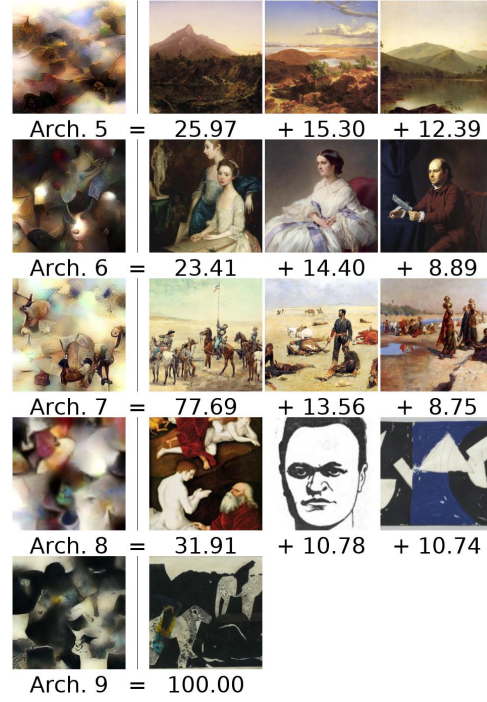 Arch. 5 = 25.97 + 15.30 + 12.39
Arch. 6 = 23.41 + 14.40 + 8.89
Arch. 7 = 77.69 + 13.56 + 8.75
Arch. 8 = 31.91 + 10.78 + 10.74
Arch. 9 = 100.00